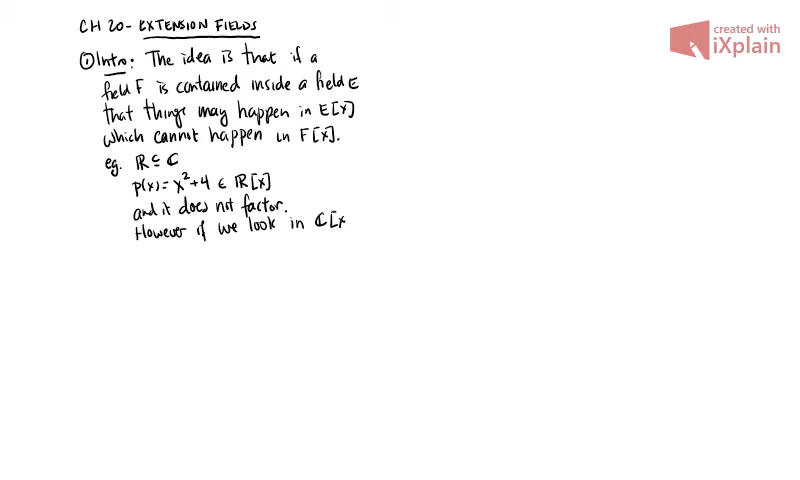 CH 20 - EXTENSION FIELDS
created with
iXplain
① Intro: The idea is that if a
field F is contained inside a field E
that things may happen in E[x]
which cannot happen in F[x].
eg. ℝ ⊆ ℂ
p(x) = x² + 4 ∈ ℝ[x]
and it does not factor.
However if we look in ℂ[x